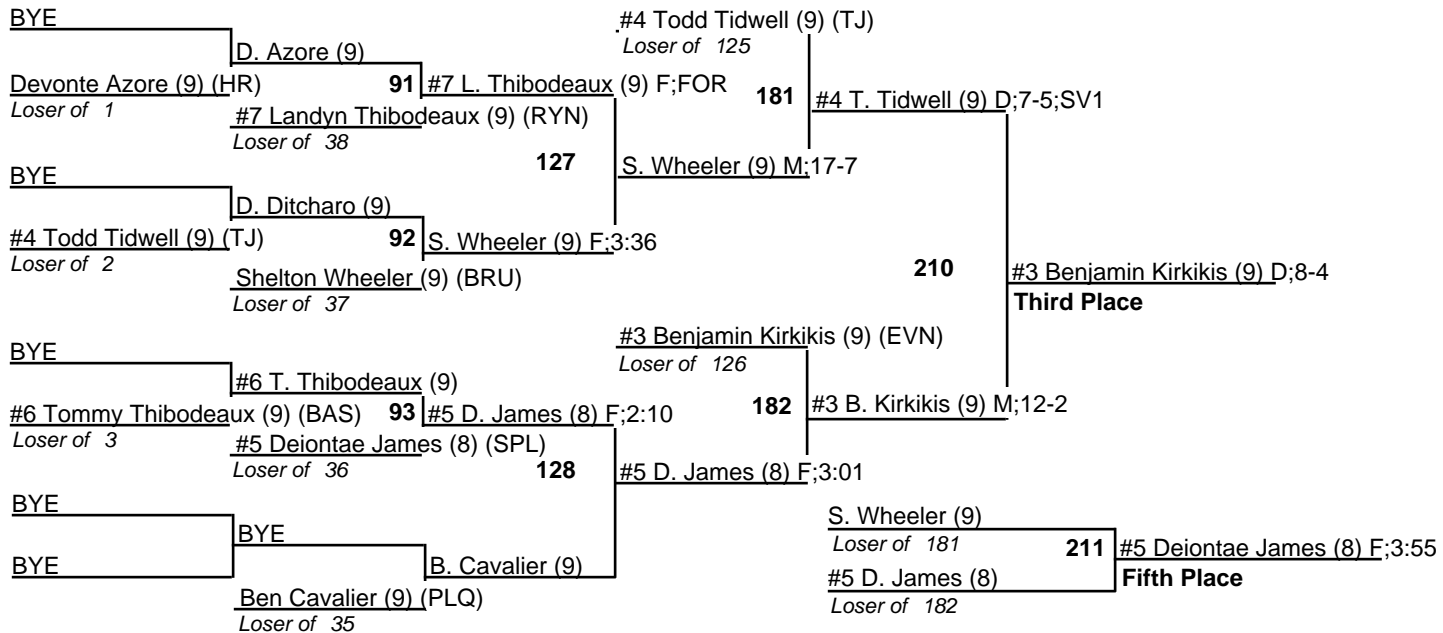 BYE
D. Azore (9)
Devonte Azore (9) (HR)
Loser of 1
91
#7 L. Thibodeaux (9) F;FOR
#7 Landyn Thibodeaux (9) (RYN)
Loser of 38
127
BYE
D. Ditcharo (9)
#4 Todd Tidwell (9) (TJ)
Loser of 2
92
S. Wheeler (9) F;3:36
Shelton Wheeler (9) (BRU)
Loser of 37
BYE
#6 T. Thibodeaux (9)
#6 Tommy Thibodeaux (9) (BAS)
Loser of 3
93
#5 D. James (8) F;2:10
#5 Deiontae James (8) (SPL)
Loser of 36
128
BYE
BYE
BYE
B. Cavalier (9)
Ben Cavalier (9) (PLQ)
Loser of 35
#4 Todd Tidwell (9) (TJ)
Loser of 125
181
#4 T. Tidwell (9) D;7-5;SV1
S. Wheeler (9) M;17-7
210
#3 Benjamin Kirkikis (9) D;8-4
Third Place
#3 Benjamin Kirkikis (9) (EVN)
Loser of 126
182
#3 B. Kirkikis (9) M;12-2
#5 D. James (8) F;3:01
S. Wheeler (9)
Loser of 181
211
#5 Deiontae James (8) F;3:55
Fifth Place
#5 D. James (8)
Loser of 182